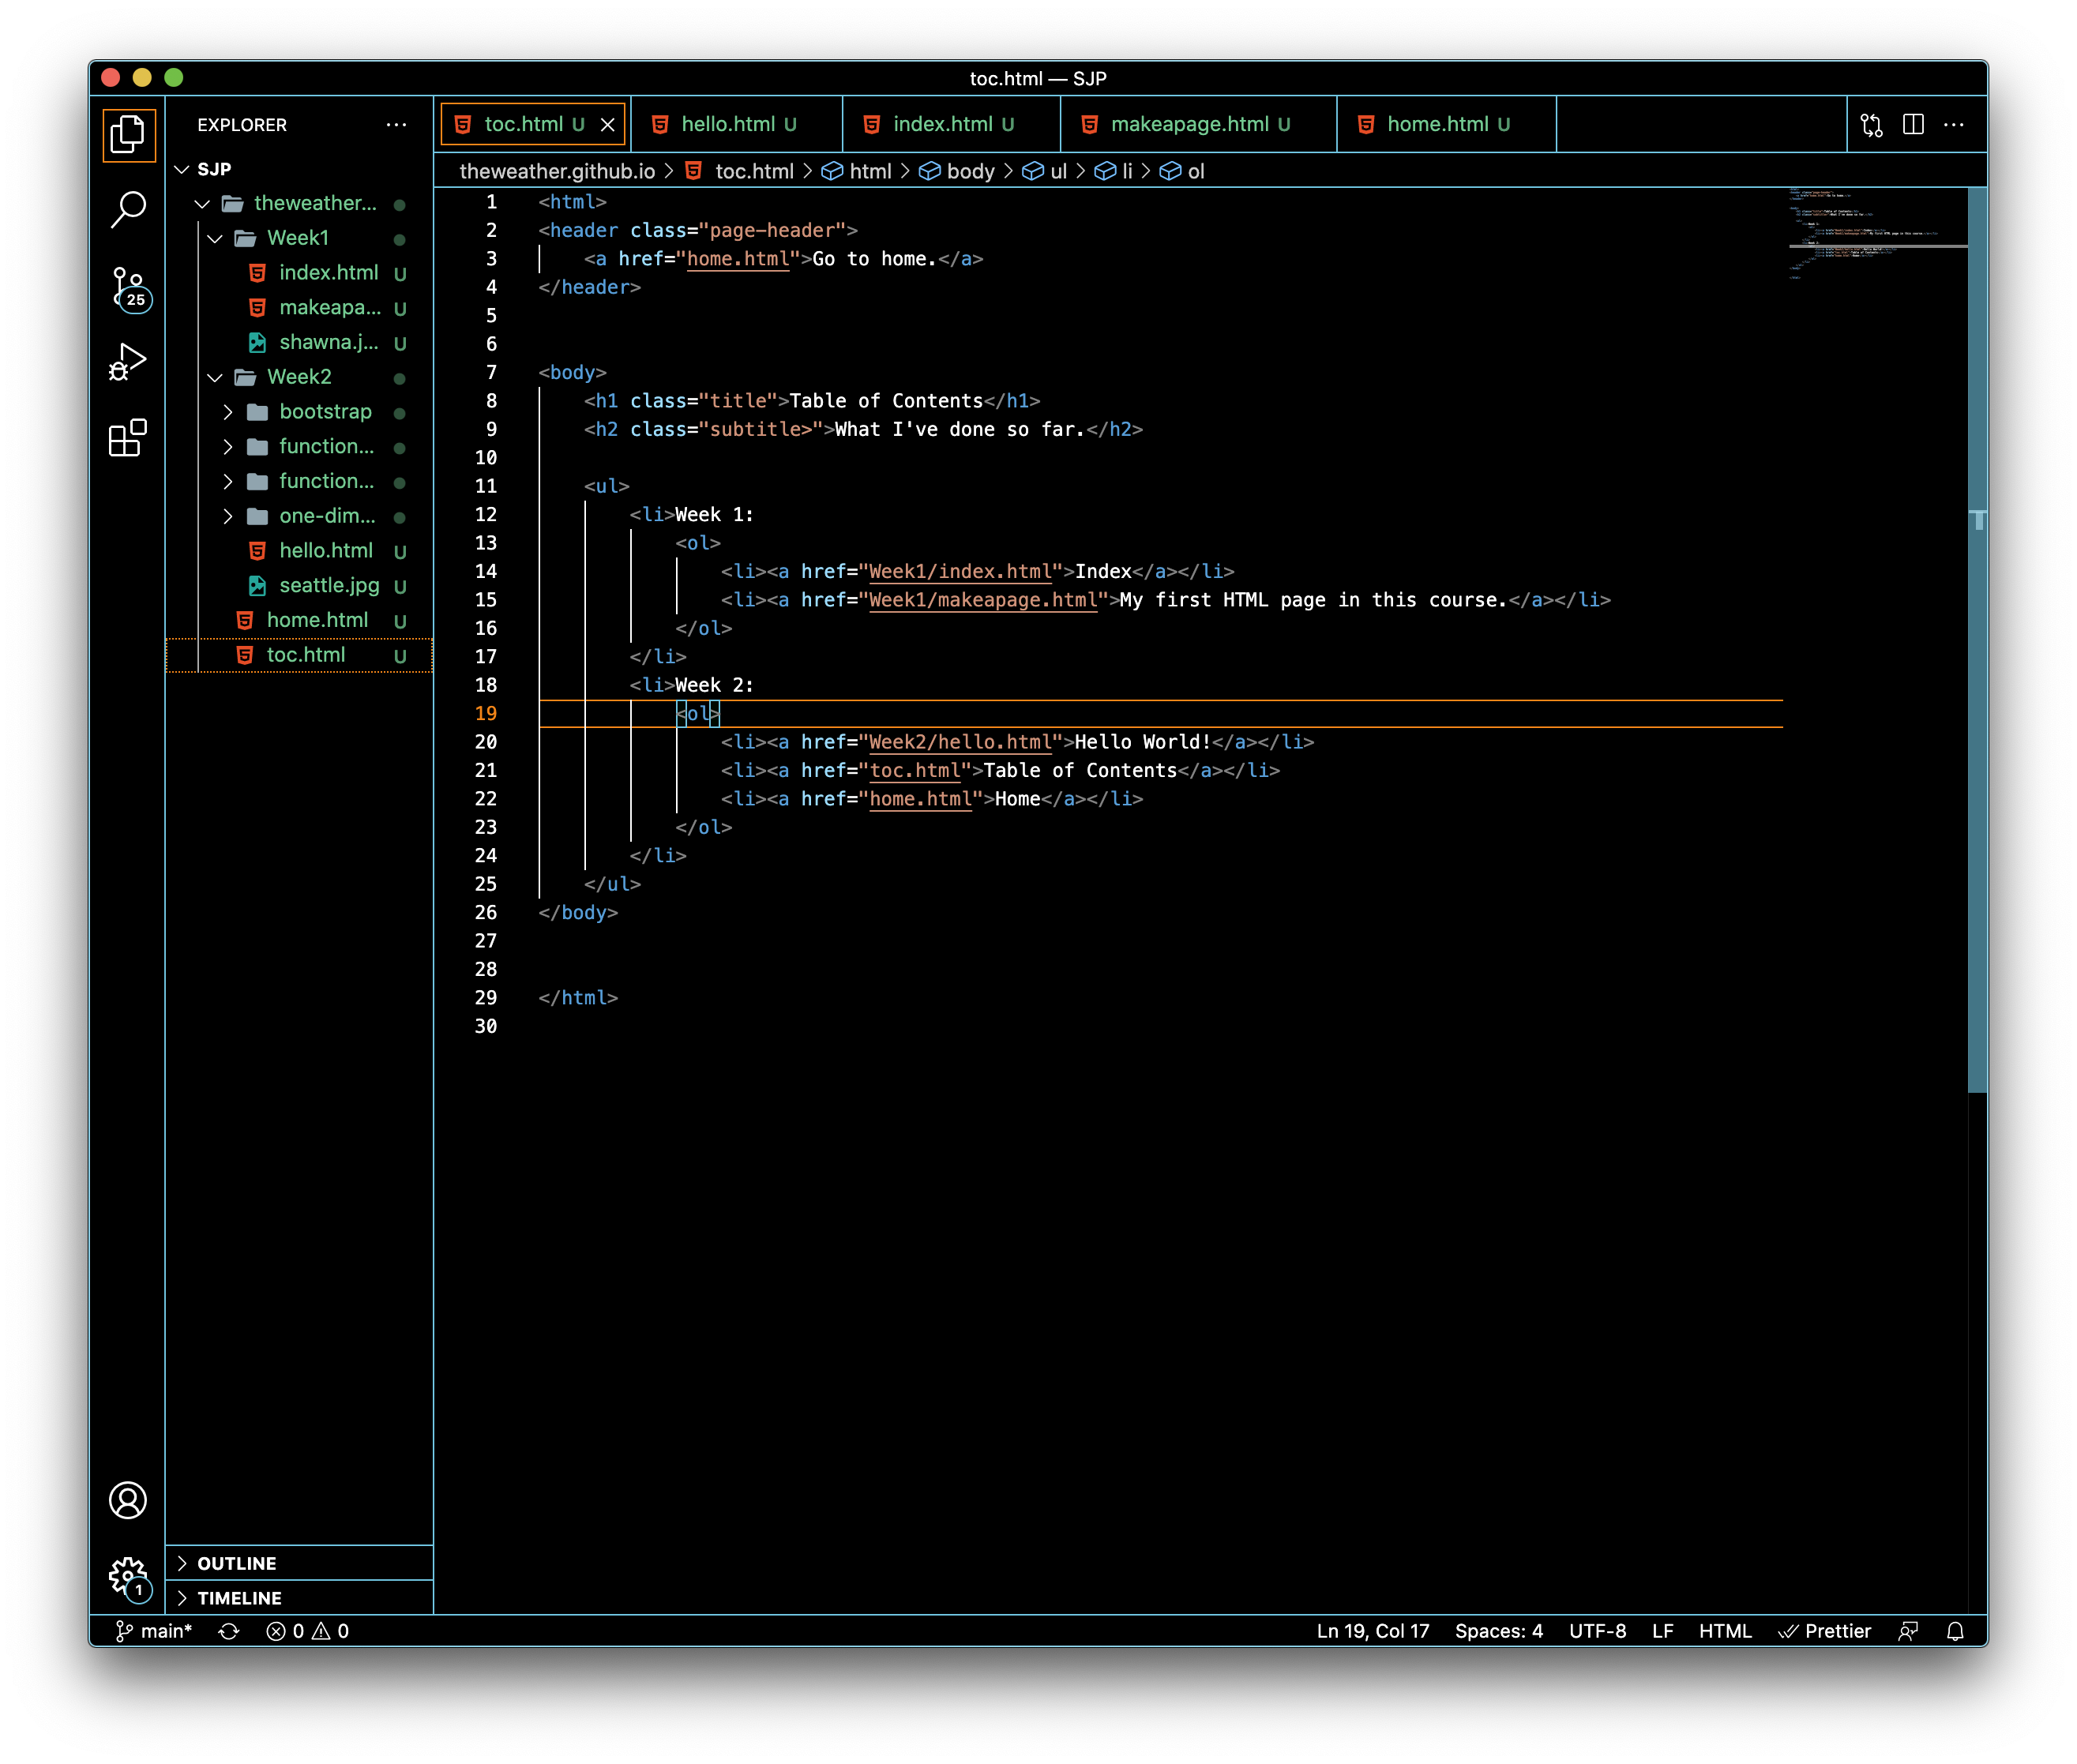 toc.html — SJP
EXPLORER ···
SJP
theweather...
Week1
index.html U
makeapa... U
shawna.j... U
Week2
bootstrap
function...
function...
one-dim...
hello.html U
seattle.jpg U
home.html U
toc.html U
OUTLINE
TIMELINE
25
1
toc.html U hello.html U index.html U makeapage.html U home.html U
theweather.github.io > toc.html > html > body > ul > li > ol
1 <html>
2 <header class="page-header">
3 <a href="home.html">Go to home.</a>
4 </header>
5
6
7 <body>
8 <h1 class="title">Table of Contents</h1>
9 <h2 class="subtitle>">What I've done so far.</h2>
10
11 <ul>
12 <li>Week 1:
13 <ol>
14 <li><a href="Week1/index.html">Index</a></li>
15 <li><a href="Week1/makeapage.html">My first HTML page in this course.</a></li>
16 </ol>
17 </li>
18 <li>Week 2:
19 <ol>
20 <li><a href="Week2/hello.html">Hello World!</a></li>
21 <li><a href="toc.html">Table of Contents</a></li>
22 <li><a href="home.html">Home</a></li>
23 </ol>
24 </li>
25 </ul>
26 </body>
27
28
29 </html>
30
main* 0 0 Ln 19, Col 17 Spaces: 4 UTF-8 LF HTML Prettier